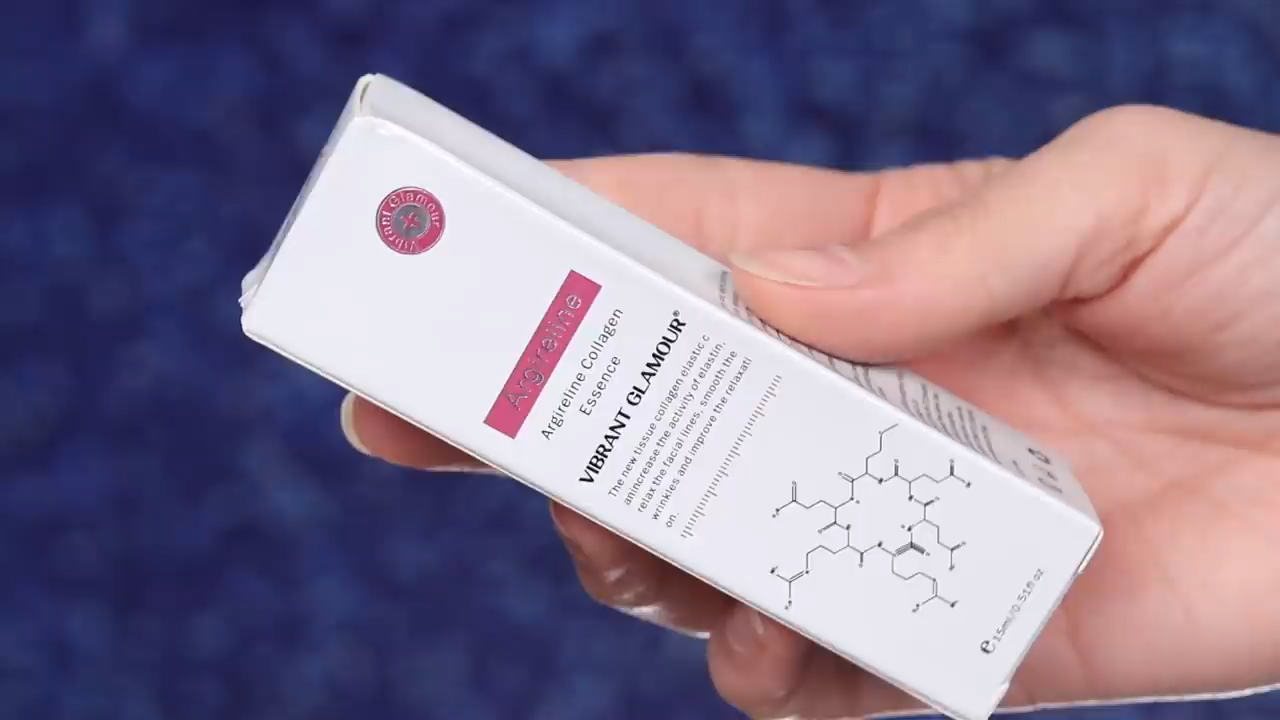 Vibrant Glamour
Argireline
Argireline Collagen
Essence
VIBRANT GLAMOUR®
The new tissue collagen elastic c
anincrease the activity of elastin,
relax the facial lines, smooth the
wrinkles and improve the relaxati
on.
℮ 15ml/0.51fl oz